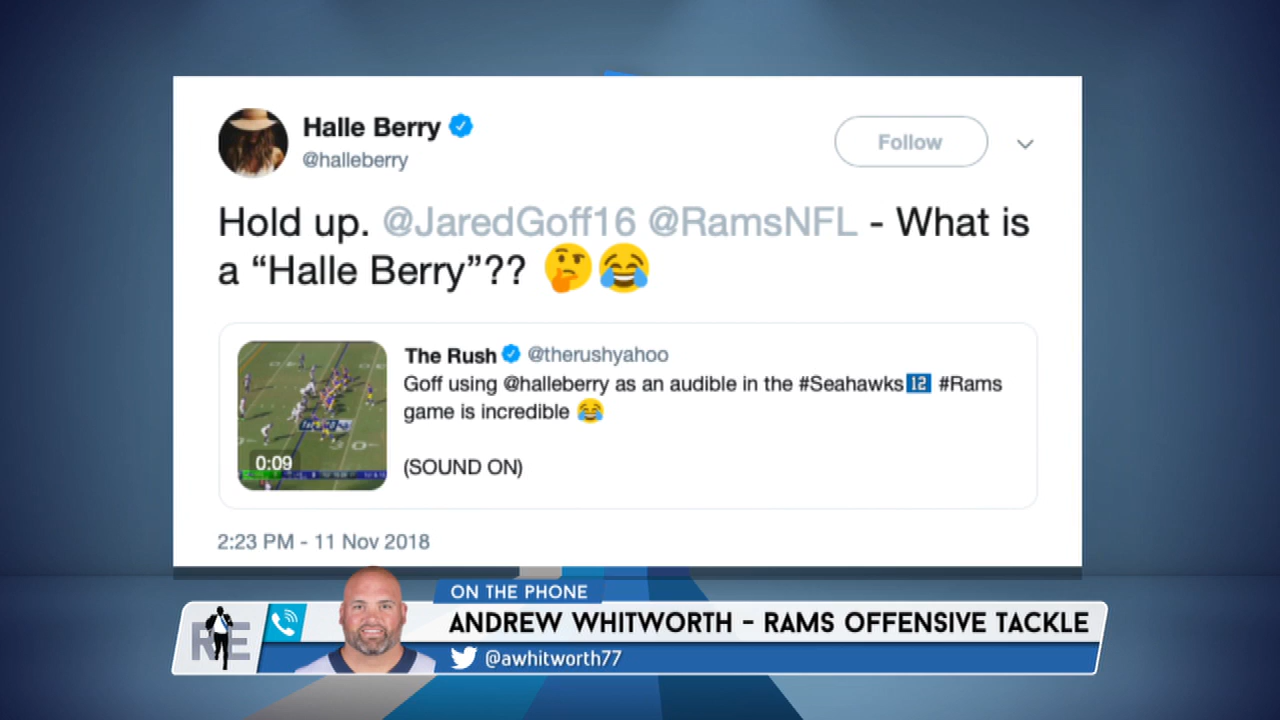 Halle Berry
@halleberry
Follow
Hold up. @JaredGoff16 @RamsNFL - What is
a “Halle Berry”?? 🤔😂
The Rush @therushyahoo
Goff using @halleberry as an audible in the #Seahawks12 #Rams
game is incredible 😂
(SOUND ON)
0:09
2:23 PM - 11 Nov 2018
ON THE PHONE
ANDREW WHITWORTH - RAMS OFFENSIVE TACKLE
@awhitworth77
RE